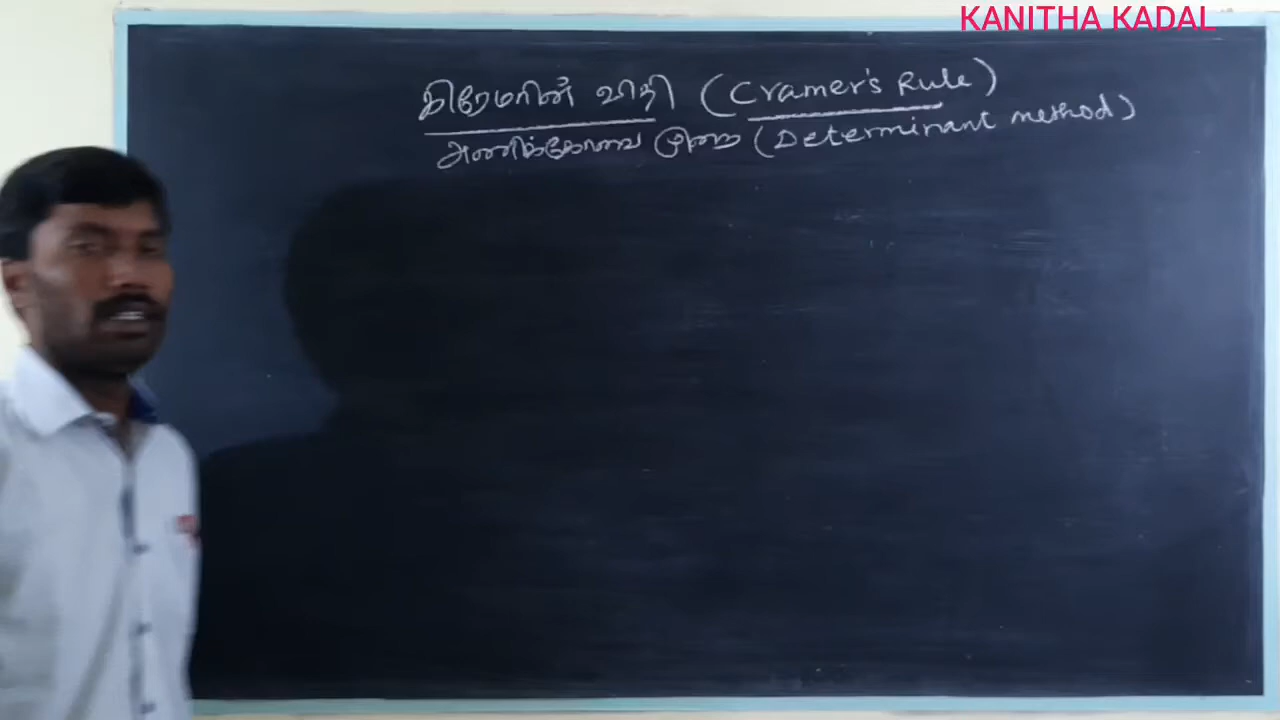 KANITHA KADAL
கிரேமரின் விதி (Cramer's Rule)
அணிக்கோவை முறை (Determinant method)